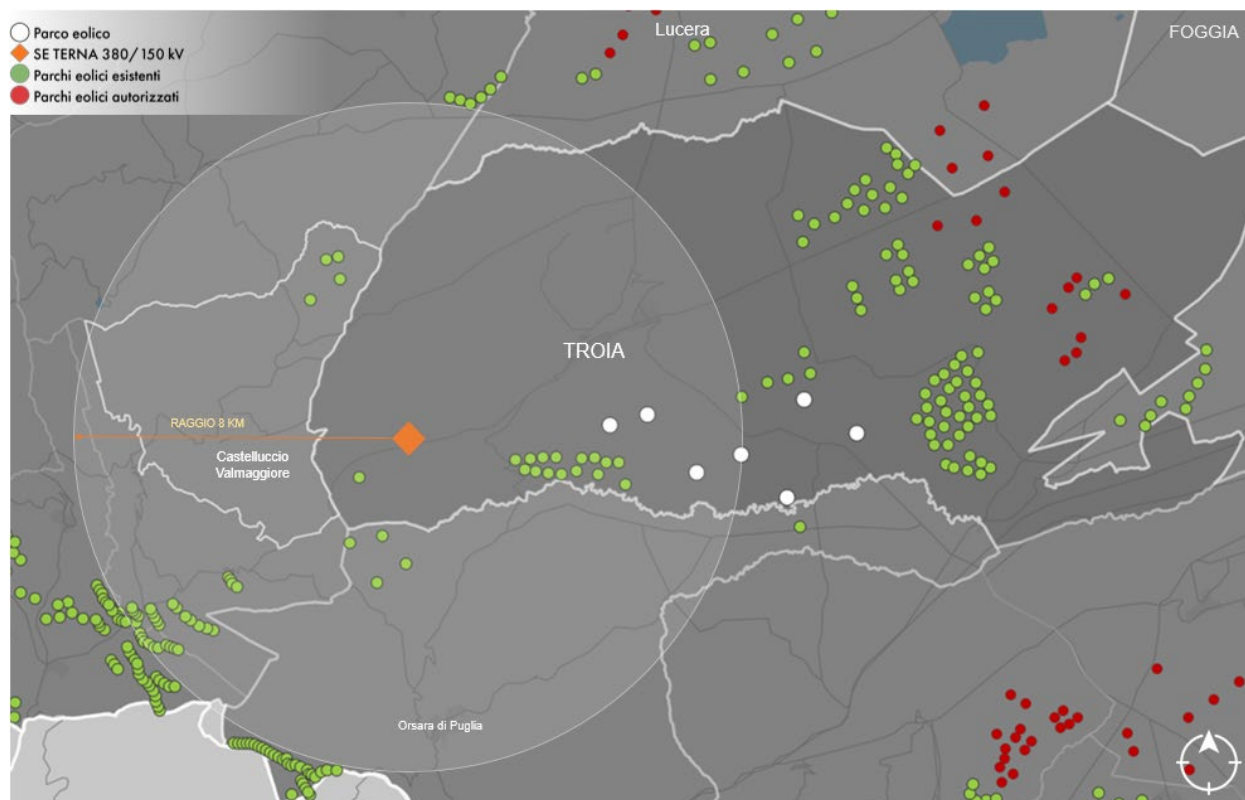 Parco eolico
SE TERNA 380/150 kV
Parchi eolici esistenti
Parchi eolici autorizzati
Lucera
FOGGIA
TROIA
RAGGIO 8 KM
Castelluccio
Valmaggiore
Orsara di Puglia